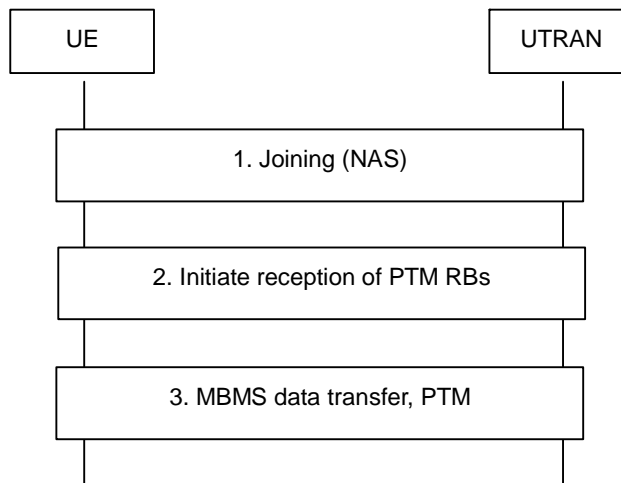 UE
UTRAN
1. Joining (NAS)
2. Initiate reception of PTM RBs
3. MBMS data transfer, PTM